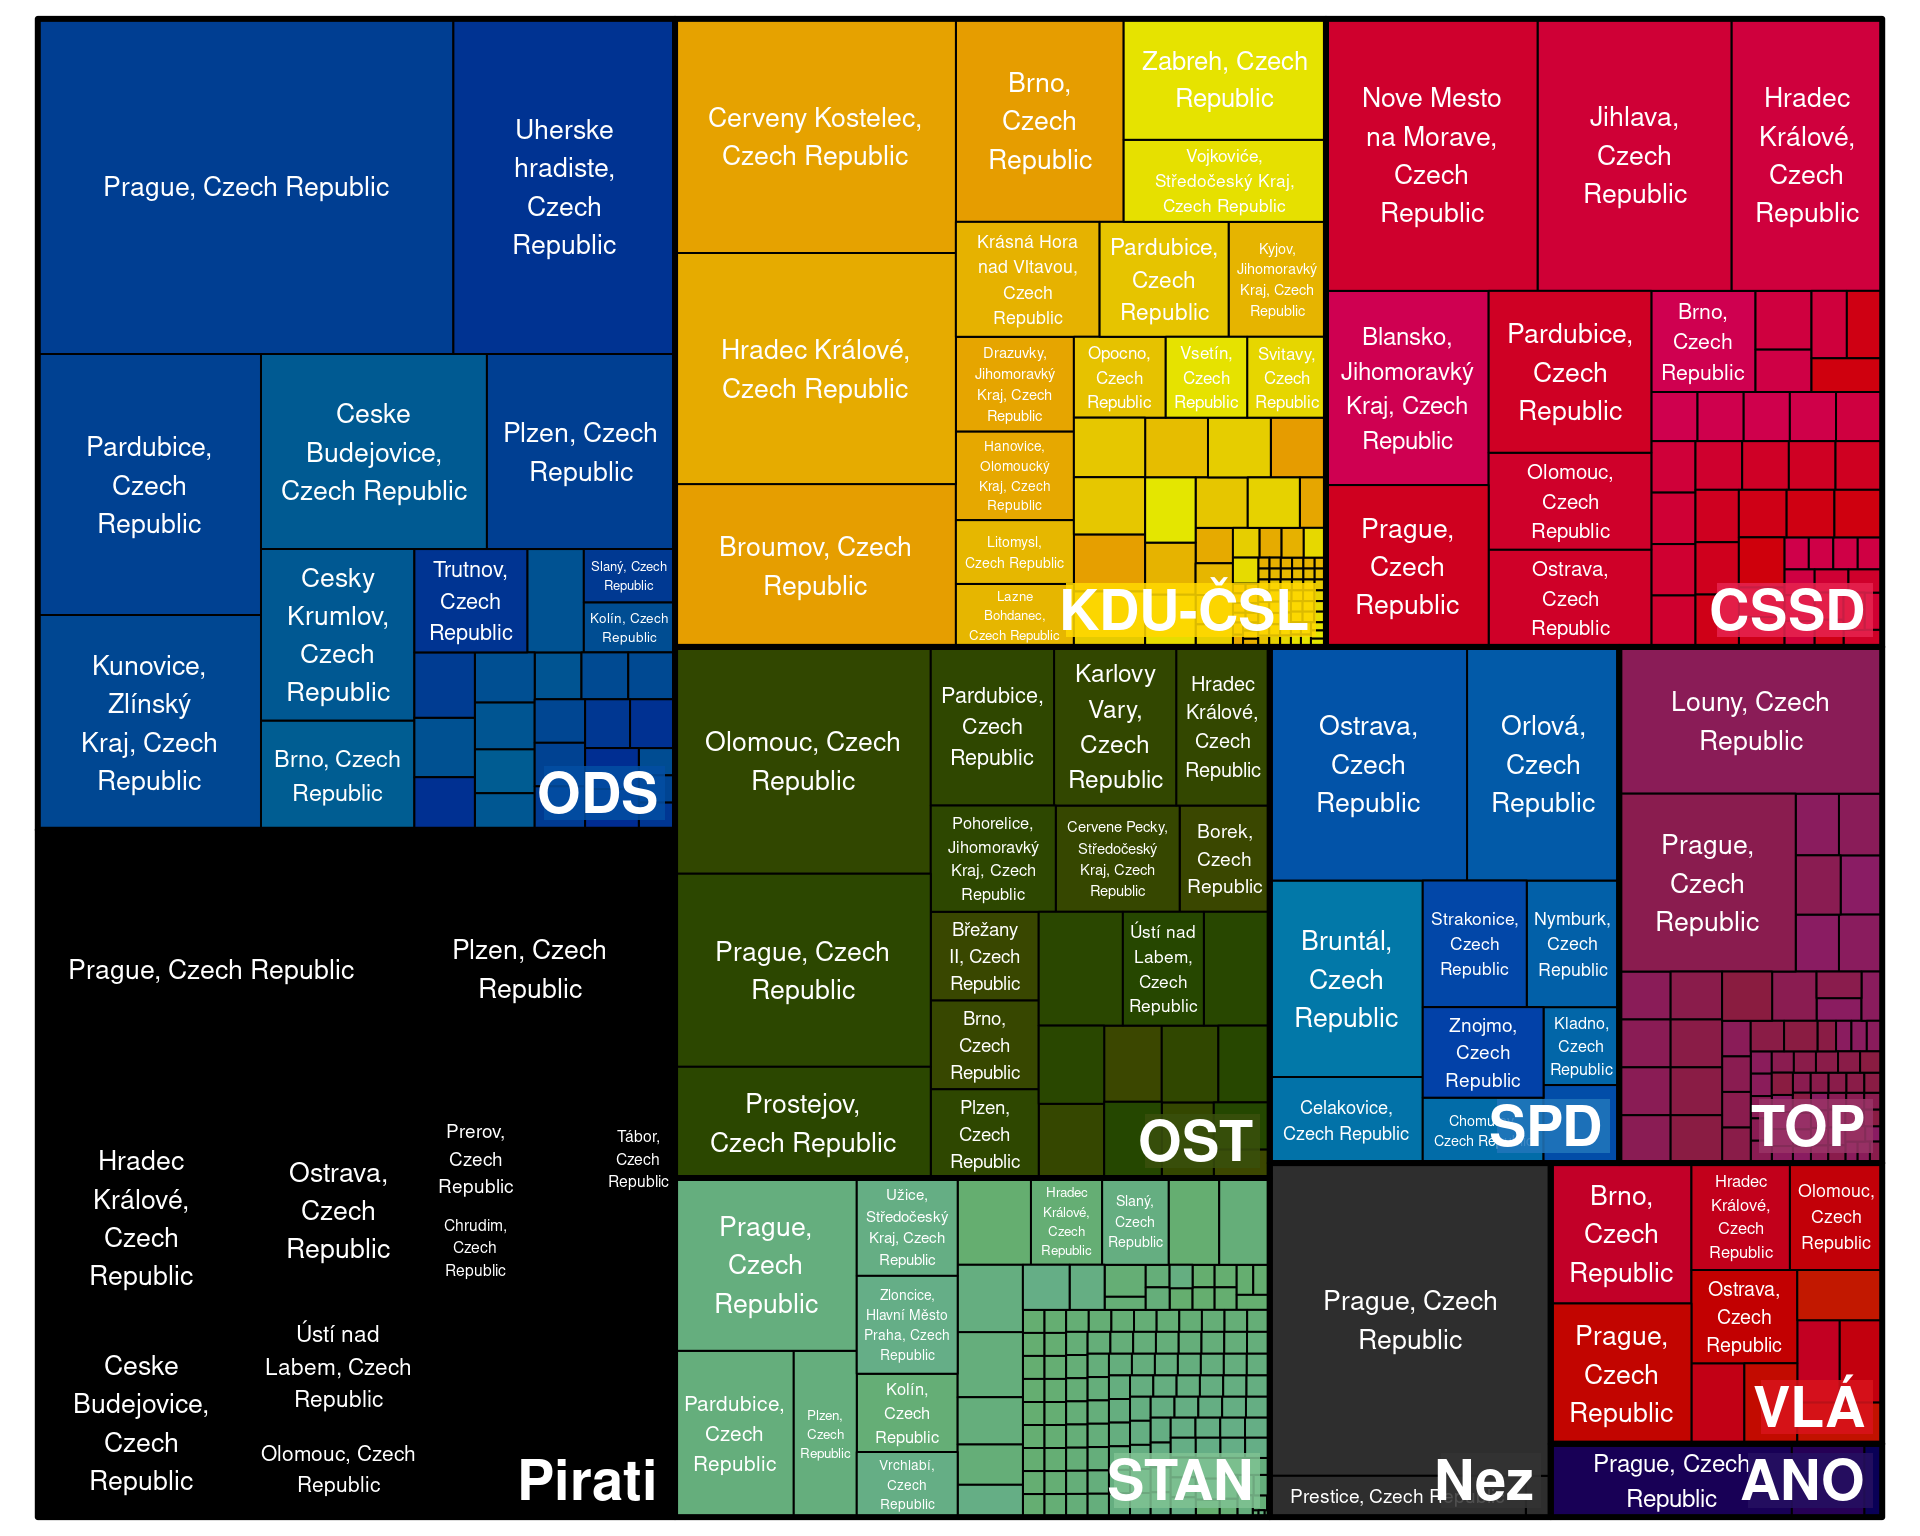 Prague, Czech Republic
Uherske
hradiste,
Czech
Republic
Pardubice,
Czech
Republic
Ceske
Budejovice,
Czech Republic
Plzen, Czech
Republic
Kunovice,
Zlínský
Kraj, Czech
Republic
Cesky
Krumlov,
Czech
Republic
Brno, Czech
Republic
Trutnov,
Czech
Republic
Slaný, Czech
Republic
Kolín, Czech
Republic
ODS
Cerveny Kostelec,
Czech Republic
Hradec Králové,
Czech Republic
Broumov, Czech
Republic
Brno,
Czech
Republic
Zabreh, Czech
Republic
Vojkoviće,
Středočeský Kraj,
Czech Republic
Krásná Hora
nad Vltavou,
Czech
Republic
Pardubice,
Czech
Republic
Kyjov,
Jihomoravký
Kraj, Czech
Republic
Drazuvky,
Jihomoravký
Kraj, Czech
Republic
Opocno,
Czech
Republic
Vsetín,
Czech
Republic
Svitavy,
Czech
Republic
Hanovice,
Olomoucký
Kraj, Czech
Republic
Litomysl,
Czech Republic
Lazne
Bohdanec,
Czech Republic
KDU-ČSL
Nove Mesto
na Morave,
Czech
Republic
Jihlava,
Czech
Republic
Hradec
Králové,
Czech
Republic
Blansko,
Jihomoravký
Kraj, Czech
Republic
Pardubice,
Czech
Republic
Brno,
Czech
Republic
Prague,
Czech
Republic
Olomouc,
Czech
Republic
Ostrava,
Czech
Republic
CSSD
Prague, Czech Republic
Plzen, Czech
Republic
Hradec
Králové,
Czech
Republic
Ostrava,
Czech
Republic
Prerov,
Czech
Republic
Tábor,
Czech
Republic
Chrudim,
Czech
Republic
Ceske
Budejovice,
Czech
Republic
Ústí nad
Labem, Czech
Republic
Olomouc, Czech
Republic
Pirati
Olomouc, Czech
Republic
Prague, Czech
Republic
Prostejov,
Czech Republic
Pardubice,
Czech
Republic
Karlovy
Vary,
Czech
Republic
Hradec
Králové,
Czech
Republic
Pohorelice,
Jihomoravký
Kraj, Czech
Republic
Cervene Pecky,
Středočeský
Kraj, Czech
Republic
Borek,
Czech
Republic
Břežany
II, Czech
Republic
Ústí nad
Labem,
Czech
Republic
Brno,
Czech
Republic
Plzen,
Czech
Republic
OST
Ostrava,
Czech
Republic
Orlová,
Czech
Republic
Bruntál,
Czech
Republic
Strakonice,
Czech
Republic
Nymburk,
Czech
Republic
Znojmo,
Czech
Republic
Kladno,
Czech
Republic
Celakovice,
Czech Republic
Czech
SPD
Louny, Czech
Republic
Prague,
Czech
Republic
TOP
Prague,
Czech
Republic
Pardubice,
Czech
Republic
Plzen,
Czech
Republic
Užice,
Středočeský
Kraj, Czech
Republic
Zloncice,
Hlavní Město
Praha, Czech
Republic
Kolín,
Czech
Republic
Vrchlabí,
Czech
Republic
Hradec
Králové,
Czech
Republic
Slaný,
Czech
Republic
STAN
Prague, Czech
Republic
Prestice, Czech
Nez
Brno,
Czech
Republic
Hradec
Králové,
Czech
Republic
Olomouc,
Czech
Republic
Prague,
Czech
Republic
Ostrava,
Czech
Republic
VLÁ
Prague, Czech
Republic
ANO